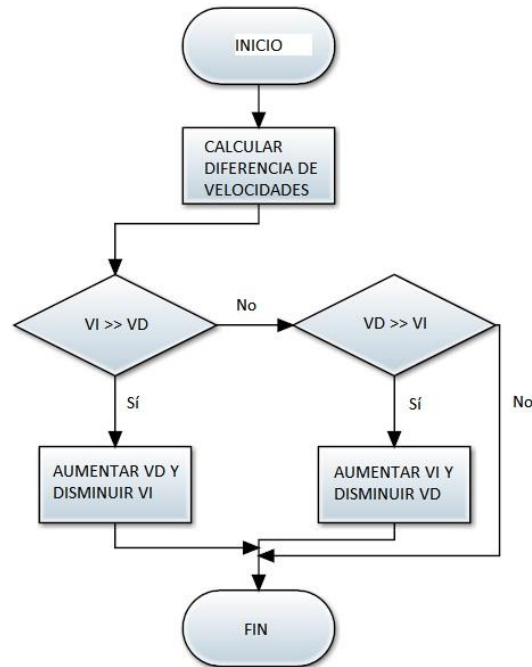 INICIO
CALCULAR
DIFERENCIA DE
VELOCIDADES
VI >> VD
No
VD >> VI
Sí
Sí
No
AUMENTAR VD Y
DISMINUIR VI
AUMENTAR VI Y
DISMINUIR VD
FIN